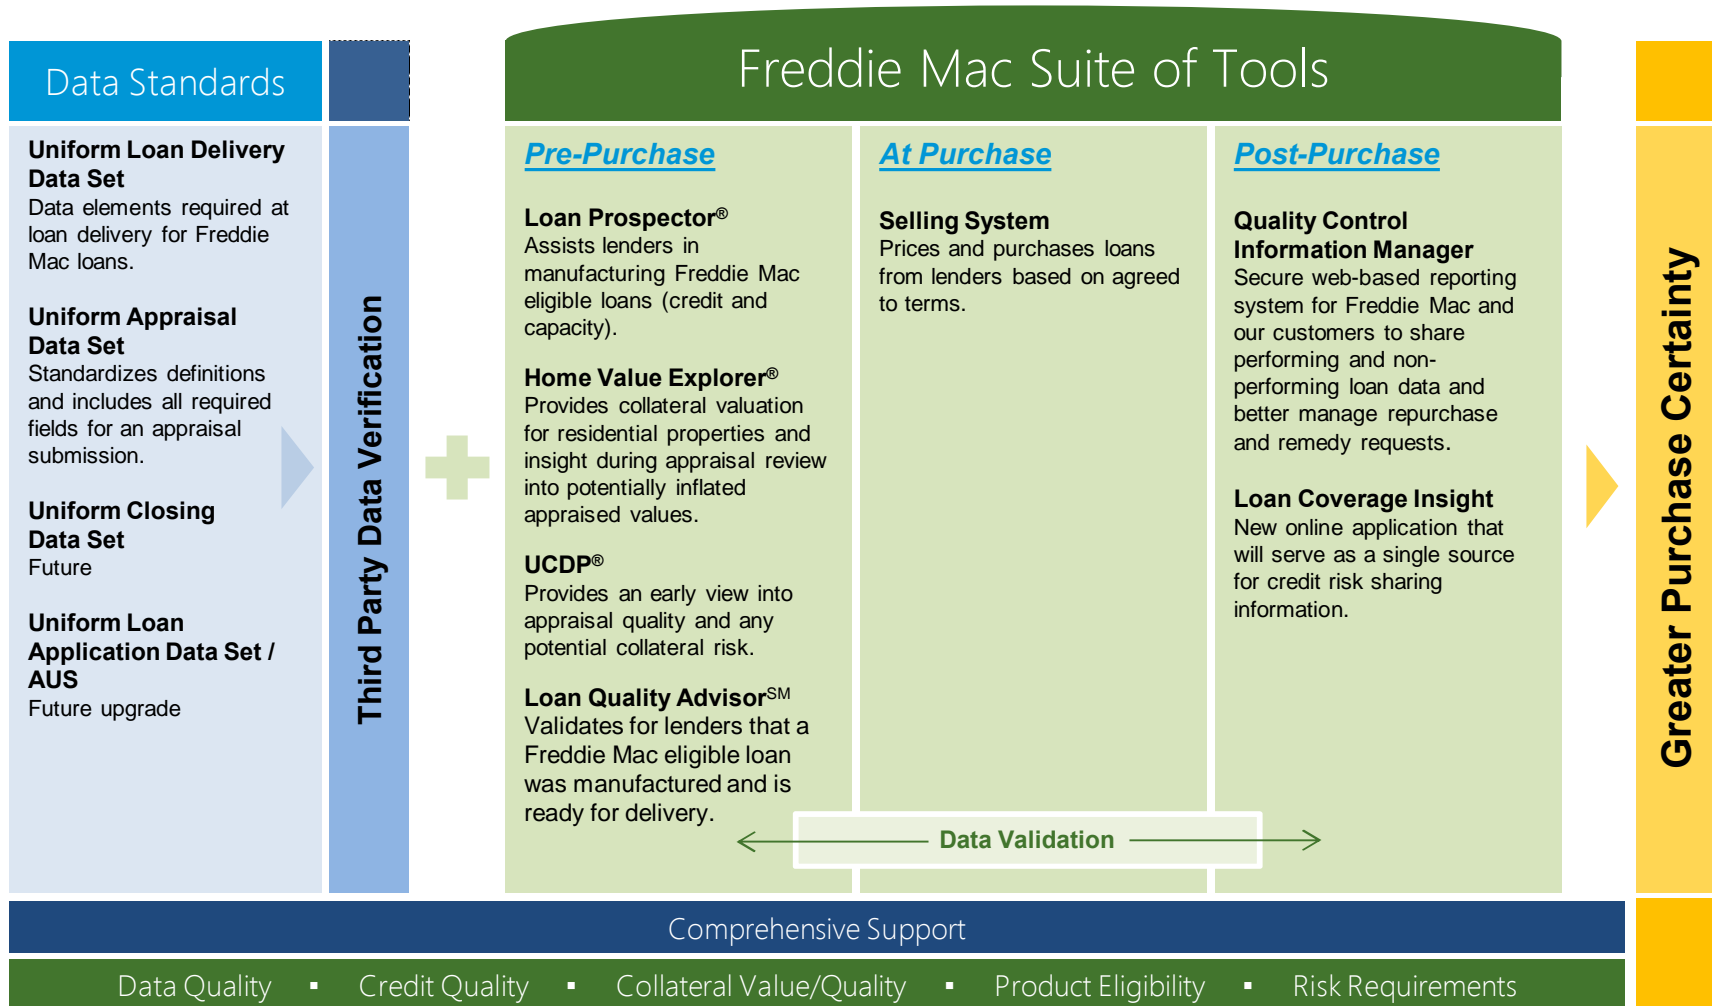 Data Standards
Uniform Loan Delivery
Data Set
Data elements required at
loan delivery for Freddie
Mac loans.
Uniform Appraisal
Data Set
Standardizes definitions
and includes all required
fields for an appraisal
submission.
Uniform Closing
Data Set
Future
Uniform Loan
Application Data Set /
AUS
Future upgrade
Third Party Data Verification
Freddie Mac Suite of Tools
Pre-Purchase
Loan Prospector®
Assists lenders in
manufacturing Freddie Mac
eligible loans (credit and
capacity).
Home Value Explorer®
Provides collateral valuation
for residential properties and
insight during appraisal review
into potentially inflated
appraised values.
UCDP®
Provides an early view into
appraisal quality and any
potential collateral risk.
Loan Quality Advisor℠
Validates for lenders that a
Freddie Mac eligible loan
was manufactured and is
ready for delivery.
At Purchase
Selling System
Prices and purchases loans
from lenders based on agreed
to terms.
Post-Purchase
Quality Control
Information Manager
Secure web-based reporting
system for Freddie Mac and
our customers to share
performing and non-
performing loan data and
better manage repurchase
and remedy requests.
Loan Coverage Insight
New online application that
will serve as a single source
for credit risk sharing
information.
Data Validation
Greater Purchase Certainty
Comprehensive Support
Data Quality ▪ Credit Quality ▪ Collateral Value/Quality ▪ Product Eligibility ▪ Risk Requirements